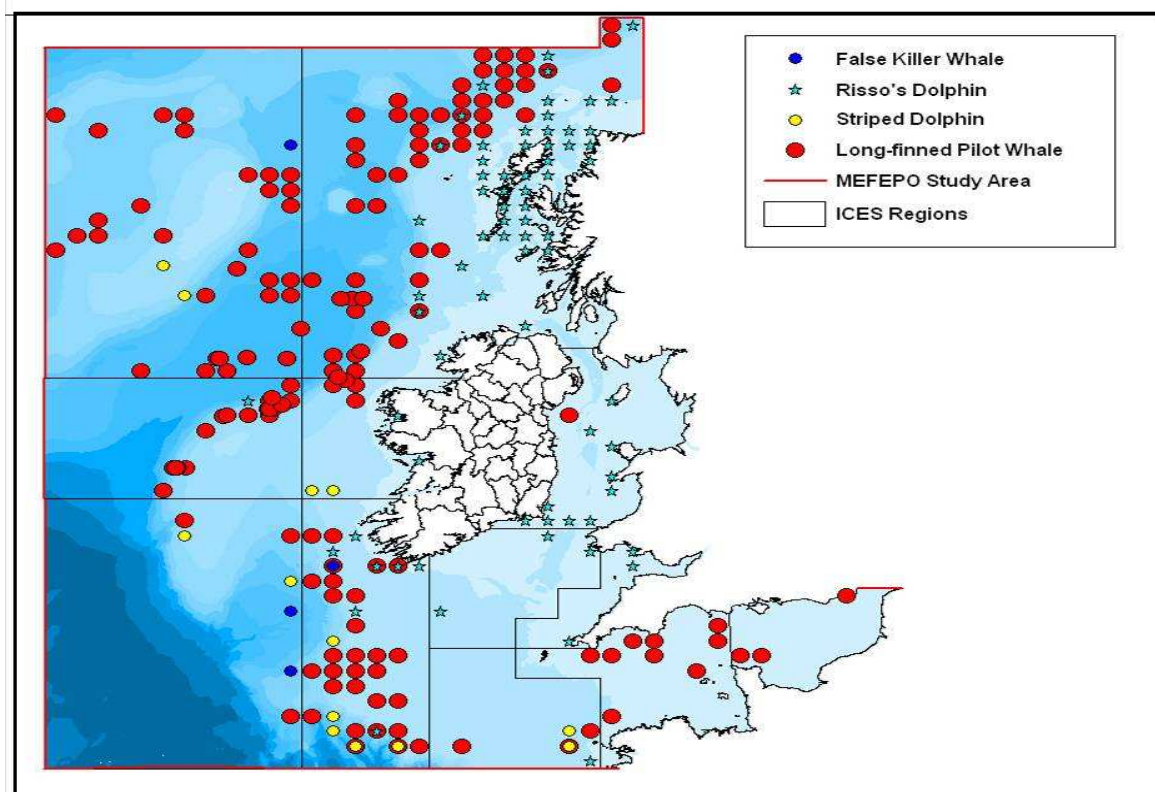 False Killer Whale
Risso's Dolphin
Striped Dolphin
Long-finned Pilot Whale
MEFEPO Study Area
ICES Regions